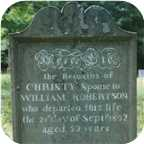 Here Lie
the Remains of
CHRISTY Spouse to
WILLIAM ROBERTSON
who departed this life
the 2 day of Sept 1802
aged 52 years